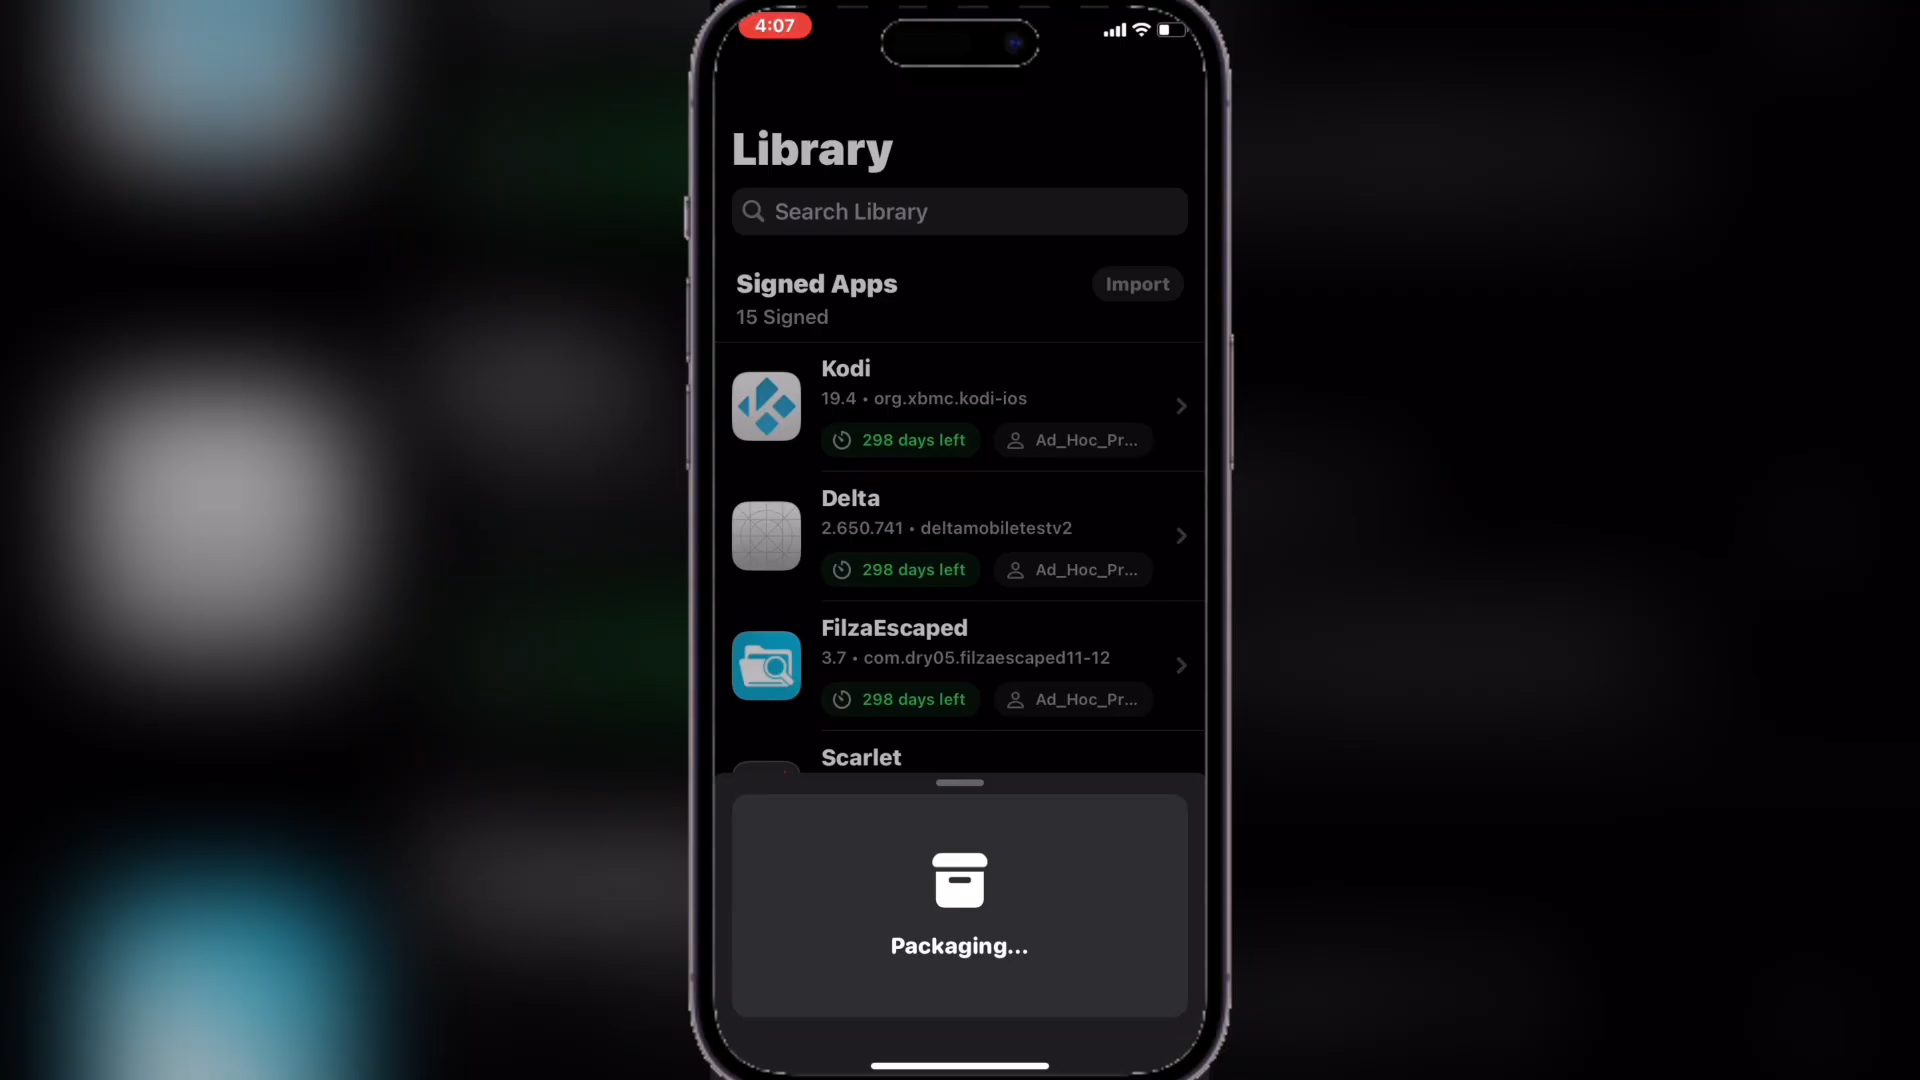 4:07
Library
Search Library
Signed Apps
Import
15 Signed
Kodi
19.4 • org.xbmc.kodi-ios
298 days left
Ad_Hoc_Pr...
Delta
2.650.741 • deltamobiletestv2
298 days left
Ad_Hoc_Pr...
FilzaEscaped
3.7 • com.dry05.filzaescaped11-12
298 days left
Ad_Hoc_Pr...
Scarlet
Packaging...